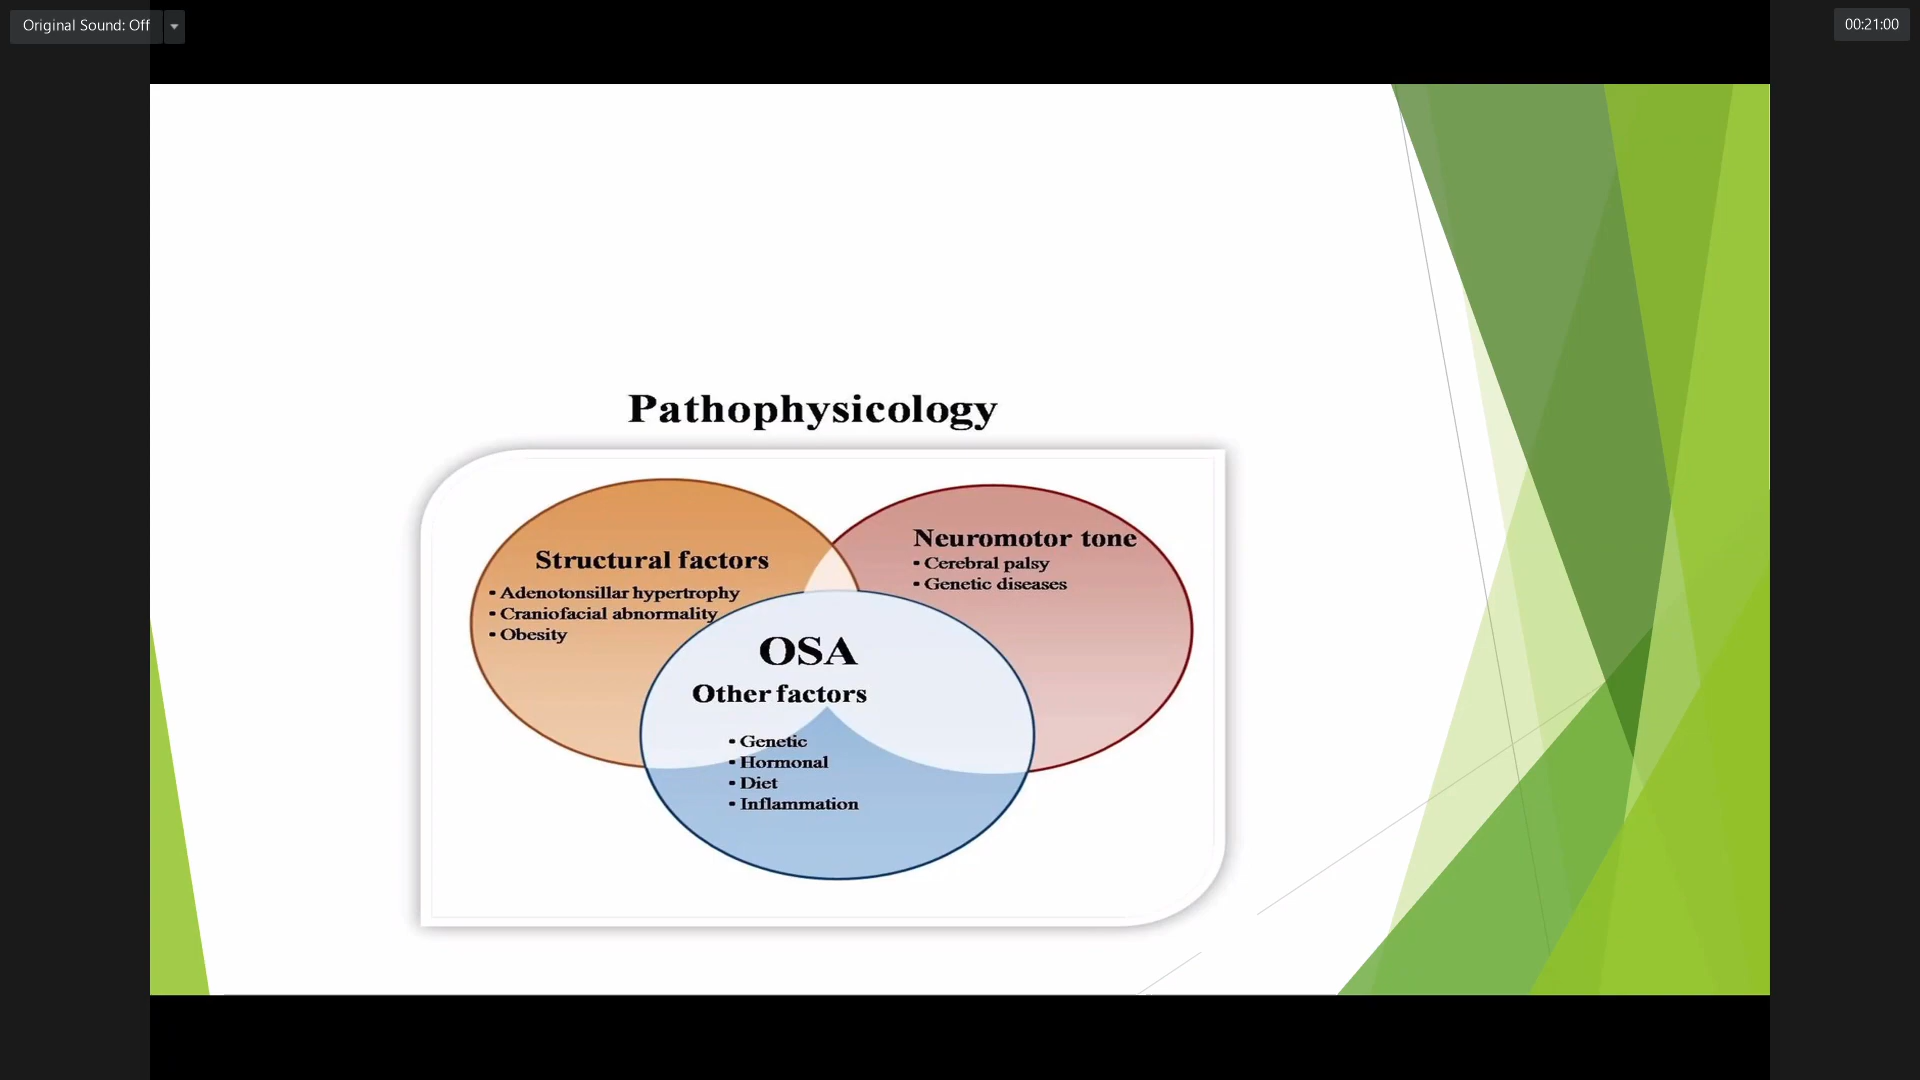 Original Sound: Off
00:21:00
Pathophysicology
Structural factors
• Adenotonsillar hypertrophy
• Craniofacial abnormality
• Obesity
Neuromotor tone
• Cerebral palsy
• Genetic diseases
OSA
Other factors
• Genetic
• Hormonal
• Diet
• Inflammation